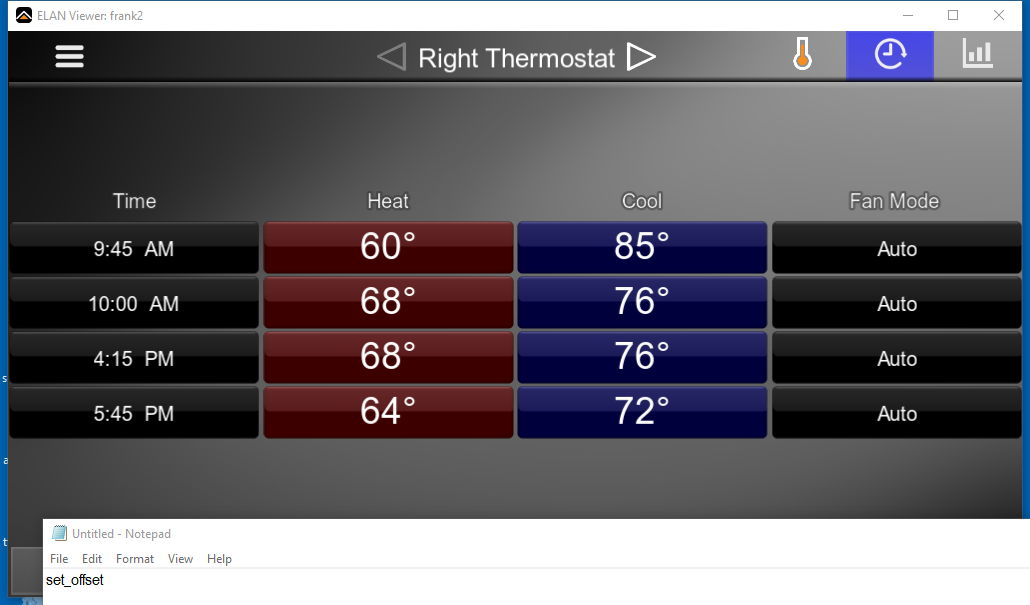 ELAN Viewer: frank2
Right Thermostat
Time Heat Cool Fan Mode
9:45 AM 60° 85° Auto
10:00 AM 68° 76° Auto
4:15 PM 68° 76° Auto
5:45 PM 64° 72° Auto
s
a
t
Untitled - Notepad
File Edit Format View Help
set_offset